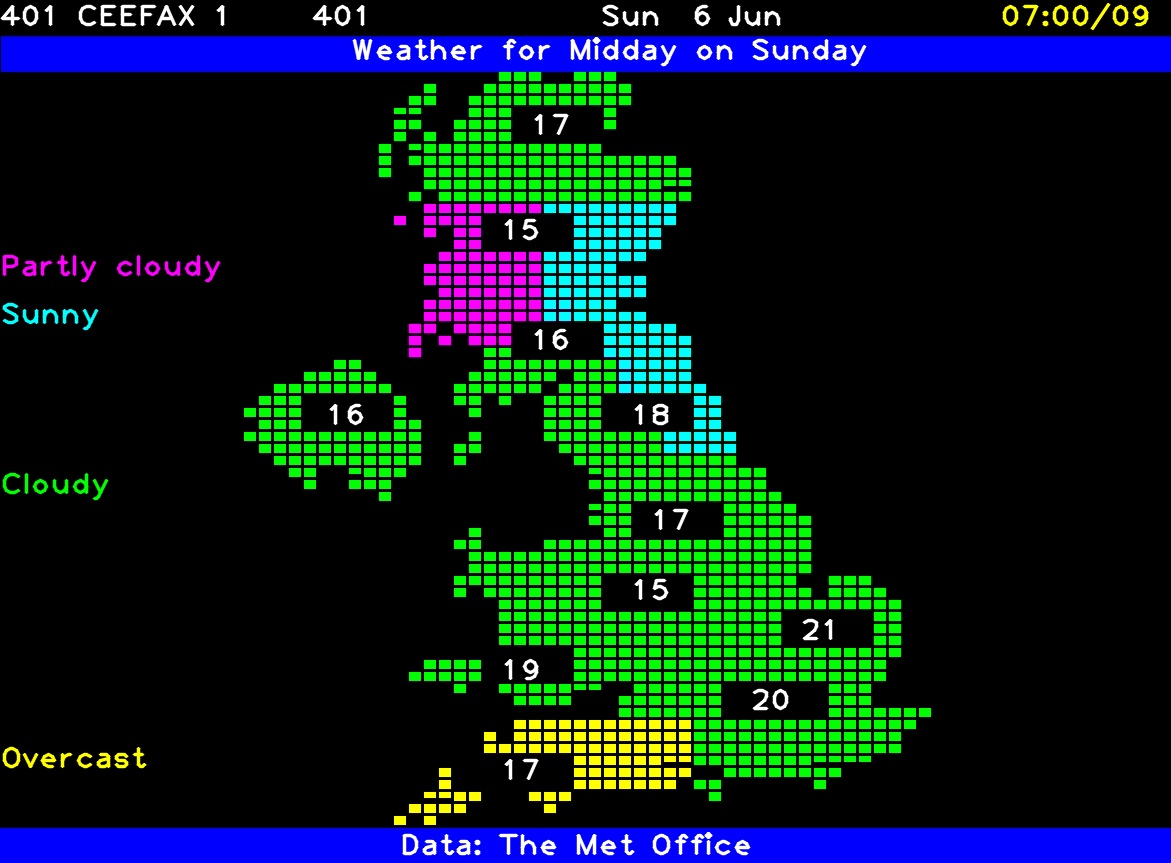 401 CEEFAX 1 401 Sun 6 Jun 07:00/09
Weather for Midday on Sunday
17
15
Partly cloudy
Sunny
16
16
18
Cloudy
17
15
21
19
20
Overcast
17
Data: The Met Office